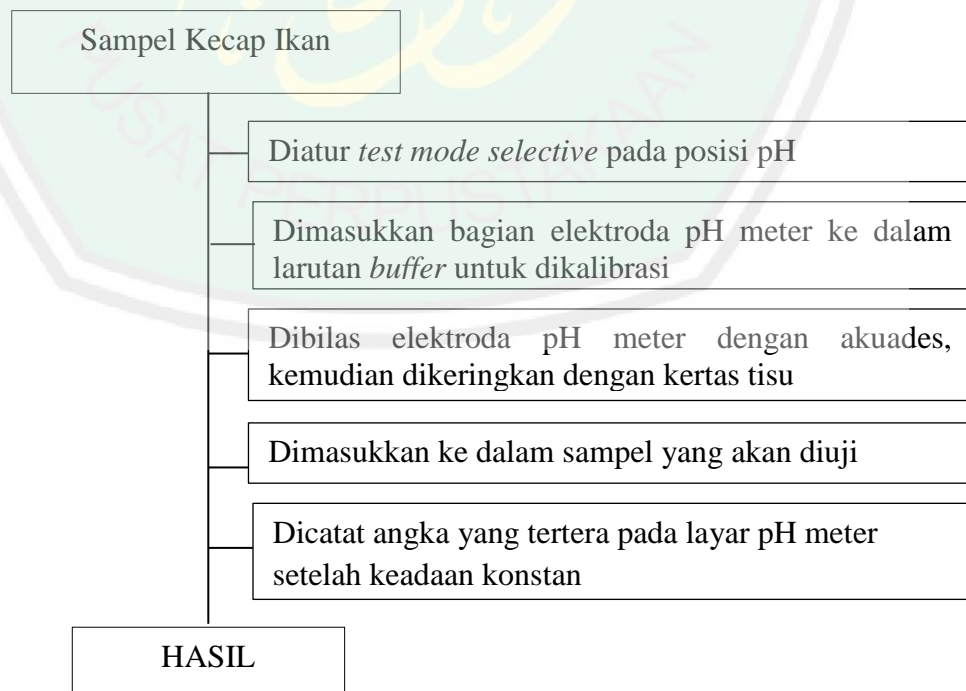 Sampel Kecap Ikan
Diatur test mode selective pada posisi pH
Dimasukkan bagian elektroda pH meter ke dalam
larutan buffer untuk dikalibrasi
Dibilas elektroda pH meter dengan akuades,
kemudian dikeringkan dengan kertas tisu
Dimasukkan ke dalam sampel yang akan diuji
Dicatat angka yang tertera pada layar pH meter
setelah keadaan konstan
HASIL
PUSAT PERPUSTAKAAN